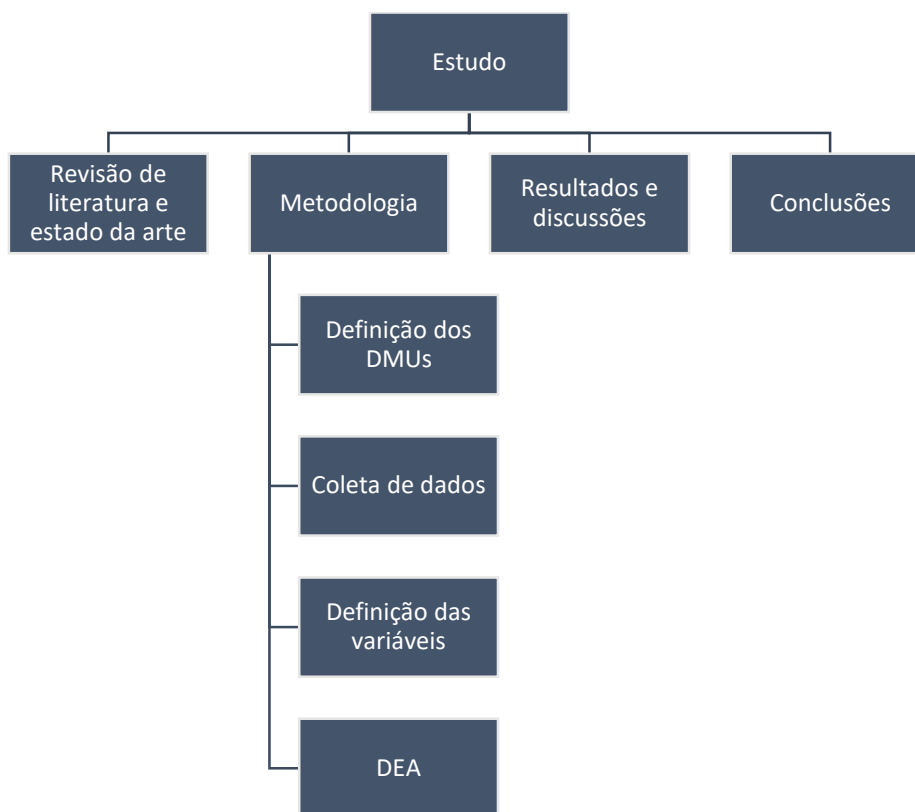 Estudo
Revisão de
literatura e
estado da arte
Metodologia
Resultados e
discussões
Conclusões
Definição dos
DMUs
Coleta de dados
Definição das
variáveis
DEA